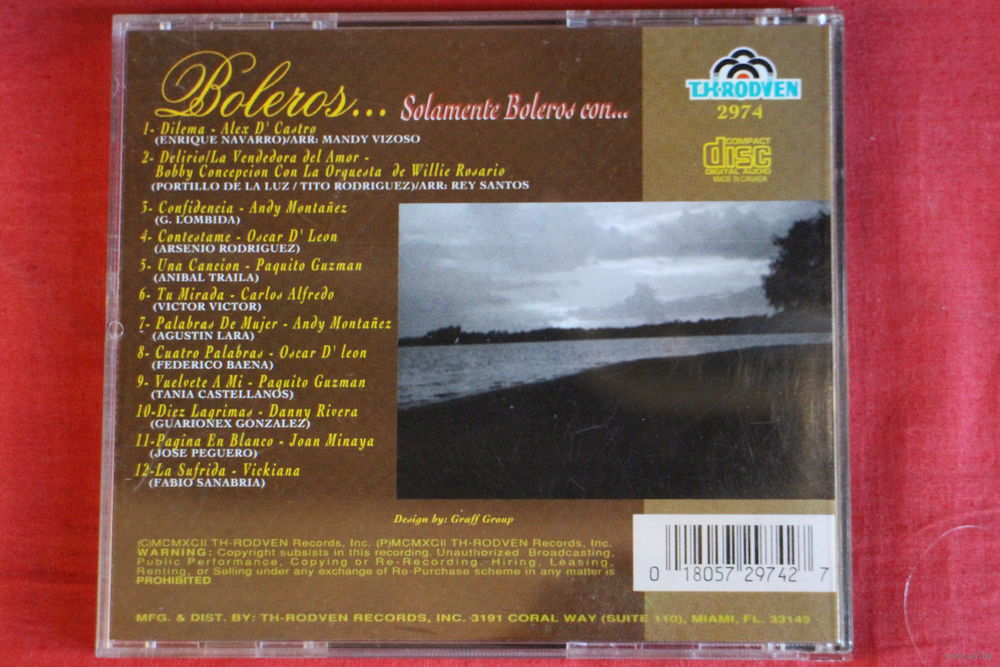 Boleros... Solamente Boleros con...
TH-RODVEN
2974
COMPACT
disc
DIGITAL AUDIO
MADE IN CANADA
1- Dilema - Alex D' Castro
(ENRIQUE NAVARRO)/ARR: MANDY VIZOSO
2- Delirio/La Vendedora del Amor -
Bobby Concepcion Con La Orquesta de Willie Rosario
(PORTILLO DE LA LUZ / TITO RODRIGUEZ)/ARR: REY SANTOS
3- Confidencia - Andy Montañez
(G. LOMBIDA)
4- Contestame - Oscar D' Leon
(ARSENIO RODRIGUEZ)
5- Una Cancion - Paquito Guzman
(ANIBAL TRAILA)
6- Tu Mirada - Carlos Alfredo
(VICTOR VICTOR)
7- Palabras De Mujer - Andy Montañez
(AGUSTIN LARA)
8- Cuatro Palabras - Oscar D' leon
(FEDERICO BAENA)
9- Vuelvete A Mi - Paquito Guzman
(TANIA CASTELLANOS)
10-Diez Lagrimas - Danny Rivera
(GUARIONEX GONZALEZ)
11-Pagina En Blanco - Joan Minaya
(JOSE PEGUERO)
12-La Sufrida - Vickiana
(FABIO SANABRIA)
Design by: Graff Group
(C)MCMXCII TH-RODVEN Records, Inc. (P)MCMXCII TH-RODVEN Records, Inc.
WARNING: Copyright subsists in this recording. Unauthorized Broadcasting,
Public Performance, Copying or Re-Recording. Hiring, Leasing,
Renting, or Selling under any exchange of Re-Purchase scheme in any matter is
PROHIBITED
0 18057 29742 7
MFG. & DIST. BY: TH-RODVEN RECORDS, INC. 3191 CORAL WAY (SUITE 110), MIAMI, FL. 33145